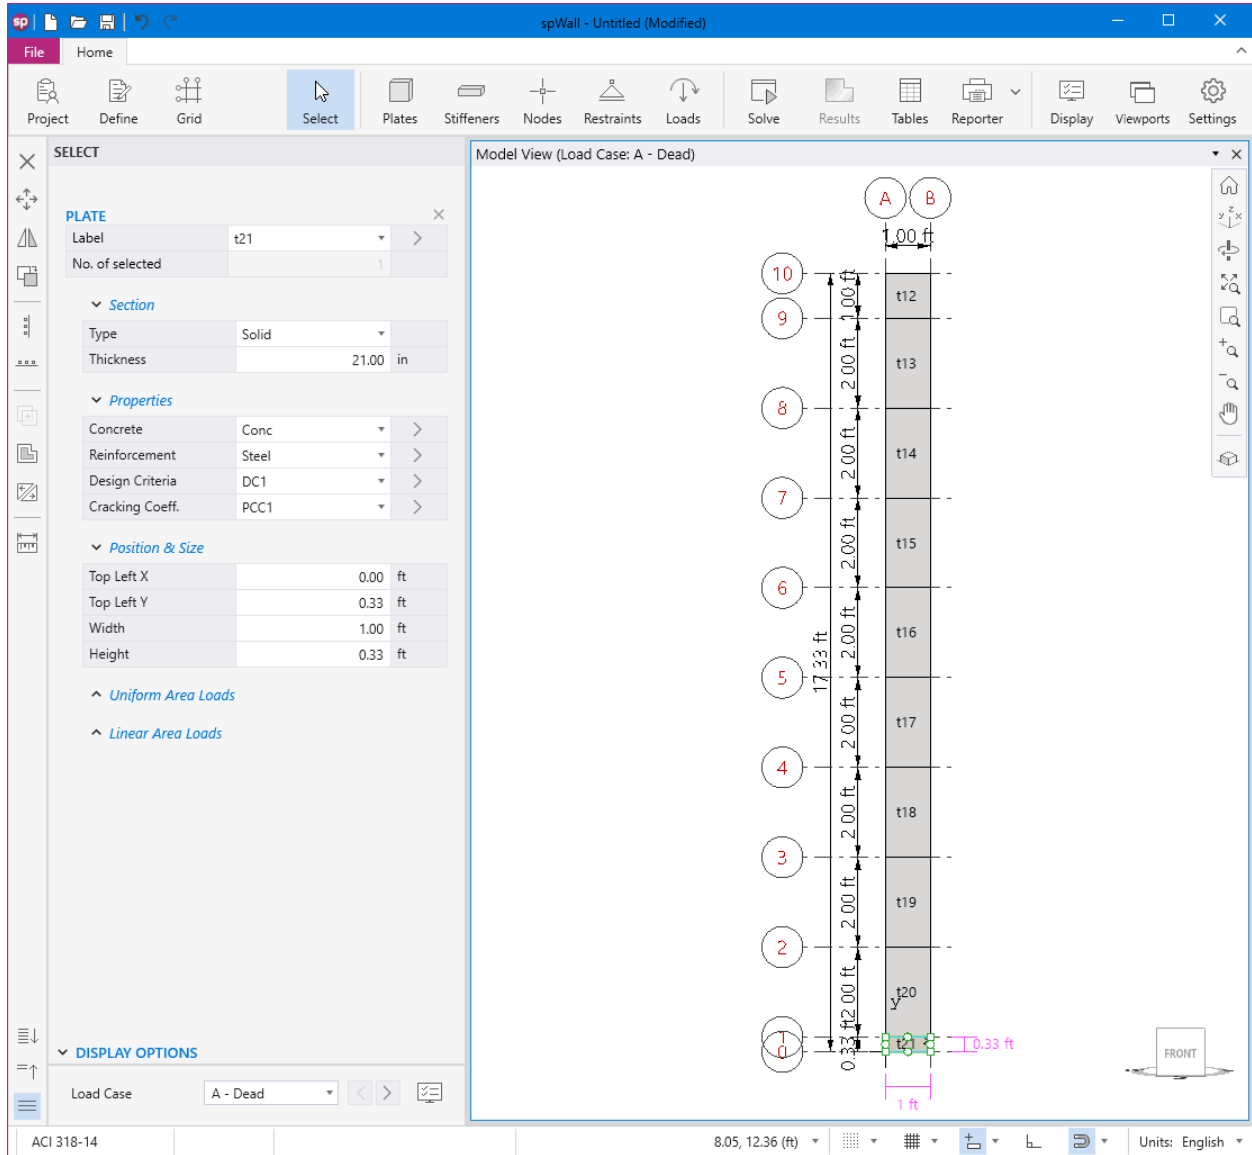 sp
spWall - Untitled (Modified)
File
Home
Project
Define
Grid
Select
Plates
Stiffeners
Nodes
Restraints
Loads
Solve
Results
Tables
Reporter
Display
Viewports
Settings
SELECT
PLATE
Label t21
No. of selected 1
Section
Type Solid
Thickness 21.00 in
Properties
Concrete Conc
Reinforcement Steel
Design Criteria DC1
Cracking Coeff. PCC1
Position & Size
Top Left X 0.00 ft
Top Left Y 0.33 ft
Width 1.00 ft
Height 0.33 ft
Uniform Area Loads
Linear Area Loads
DISPLAY OPTIONS
Load Case A - Dead
Model View (Load Case: A - Dead)
A B
1.00 ft
10
1.00 ft
t12
9
2.00 ft
t13
8
2.00 ft
t14
7
2.00 ft
t15
6
2.00 ft
t16
17.33 ft
5
2.00 ft
t17
4
2.00 ft
t18
3
2.00 ft
t19
2
2.00 ft
t20
y
1
0.33 ft
t21
0.33 ft
0
1 ft
z
y x
FRONT
ACI 318-14
8.05, 12.36 (ft)
Units: English